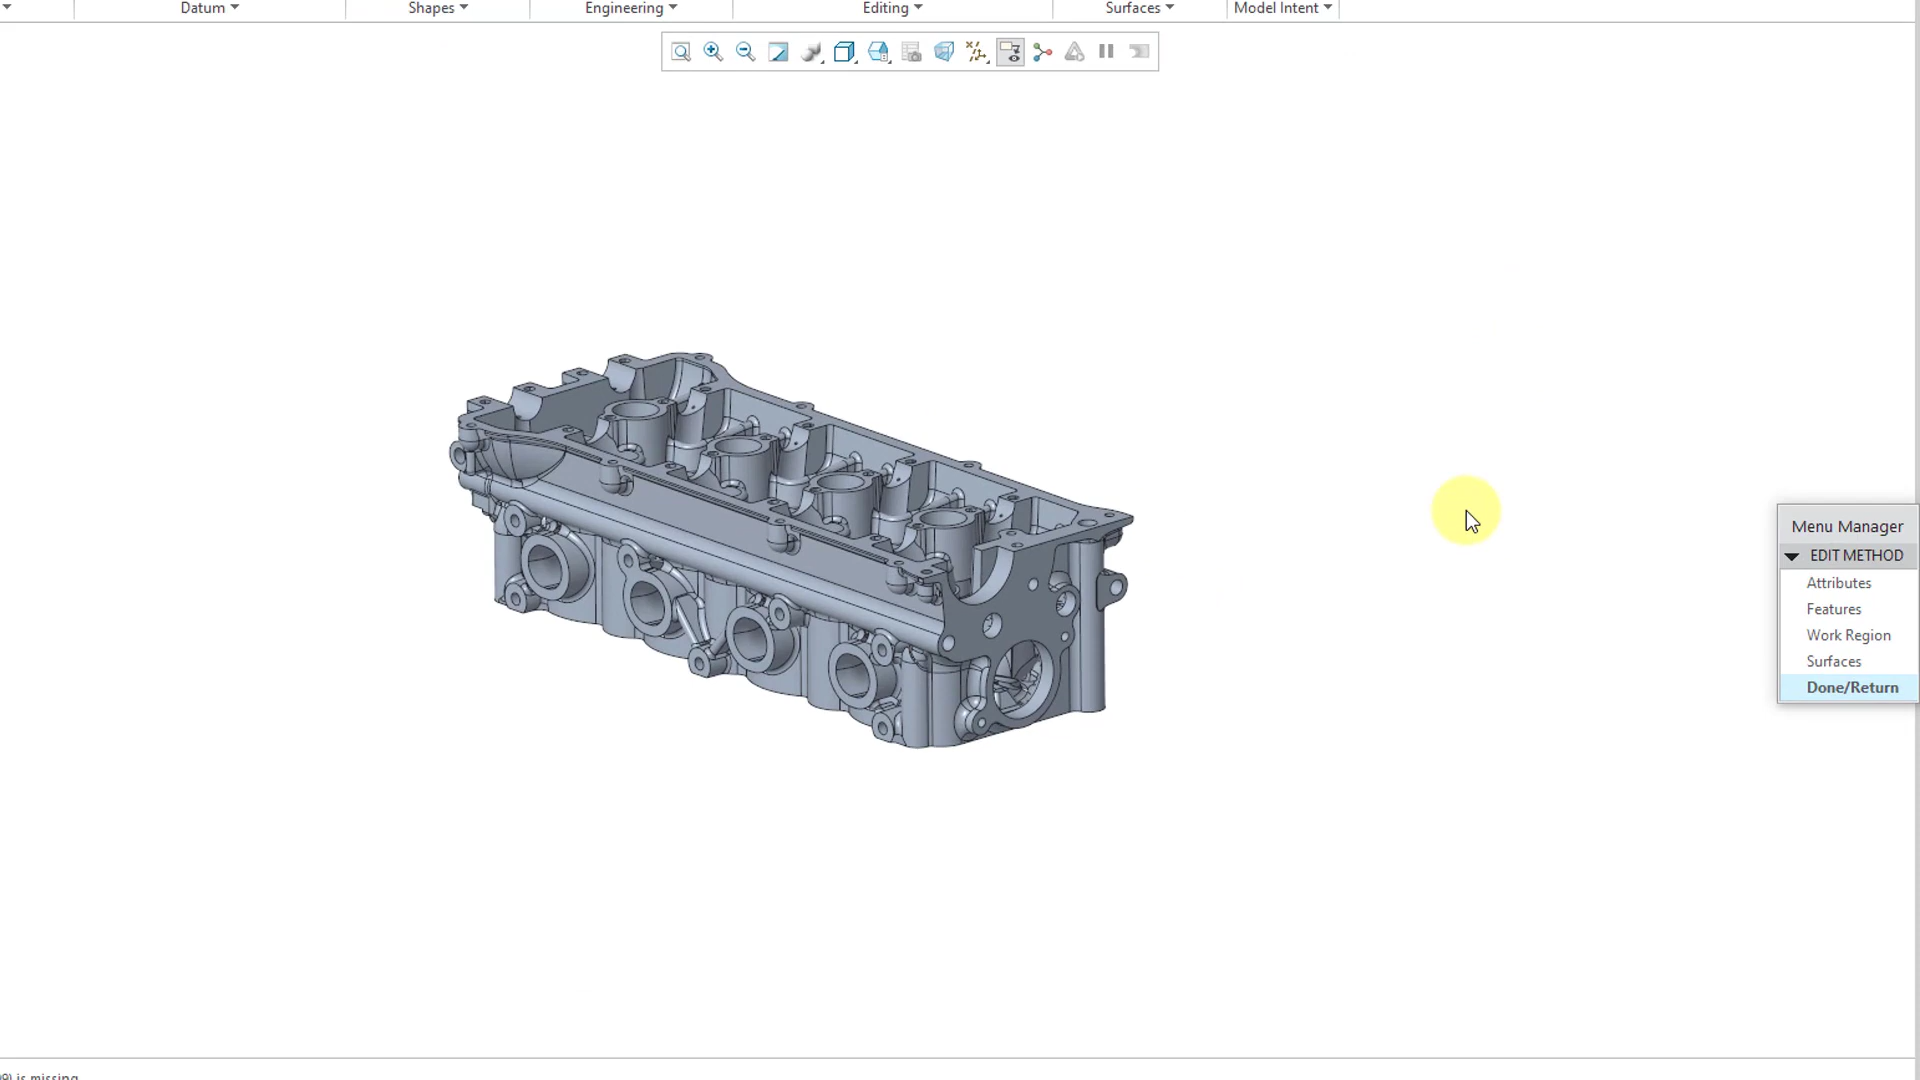 Datum Shapes Engineering Editing Surfaces Model Intent
Menu Manager
EDIT METHOD
Attributes
Features
Work Region
Surfaces
Done/Return
is missing